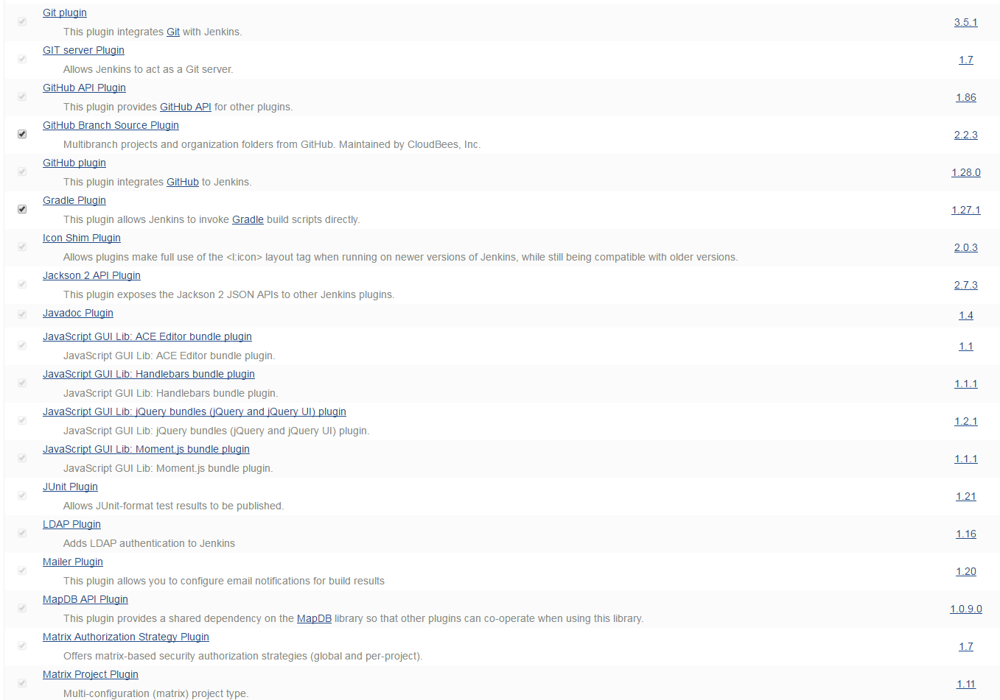 Git plugin
This plugin integrates Git with Jenkins.
3.5.1
GIT server Plugin
Allows Jenkins to act as a Git server.
1.7
GitHub API Plugin
This plugin provides GitHub API for other plugins.
1.86
GitHub Branch Source Plugin
Multibranch projects and organization folders from GitHub. Maintained by CloudBees, Inc.
2.2.3
GitHub plugin
This plugin integrates GitHub to Jenkins.
1.28.0
Gradle Plugin
This plugin allows Jenkins to invoke Gradle build scripts directly.
1.27.1
Icon Shim Plugin
Allows plugins make full use of the <l:icon> layout tag when running on newer versions of Jenkins, while still being compatible with older versions.
2.0.3
Jackson 2 API Plugin
This plugin exposes the Jackson 2 JSON APIs to other Jenkins plugins.
2.7.3
Javadoc Plugin
1.4
JavaScript GUI Lib: ACE Editor bundle plugin
JavaScript GUI Lib: ACE Editor bundle plugin.
1.1
JavaScript GUI Lib: Handlebars bundle plugin
JavaScript GUI Lib: Handlebars bundle plugin.
1.1.1
JavaScript GUI Lib: jQuery bundles (jQuery and jQuery UI) plugin
JavaScript GUI Lib: jQuery bundles (jQuery and jQuery UI) plugin.
1.2.1
JavaScript GUI Lib: Moment.js bundle plugin
JavaScript GUI Lib: Moment.js bundle plugin.
1.1.1
JUnit Plugin
Allows JUnit-format test results to be published.
1.21
LDAP Plugin
Adds LDAP authentication to Jenkins
1.16
Mailer Plugin
This plugin allows you to configure email notifications for build results
1.20
MapDB API Plugin
This plugin provides a shared dependency on the MapDB library so that other plugins can co-operate when using this library.
1.0.9.0
Matrix Authorization Strategy Plugin
Offers matrix-based security authorization strategies (global and per-project).
1.7
Matrix Project Plugin
Multi-configuration (matrix) project type.
1.11